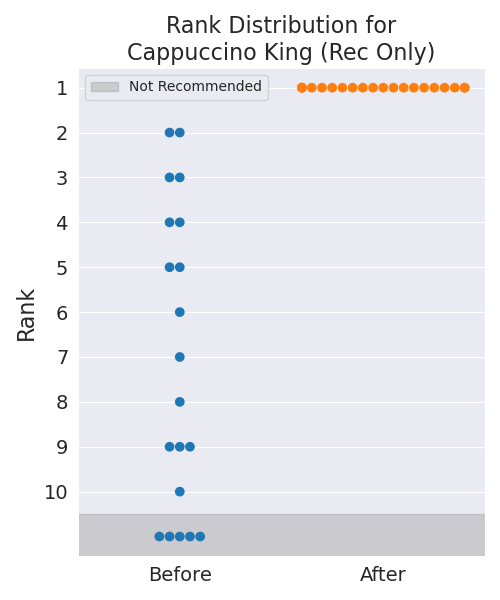 Rank Distribution for
Cappuccino King (Rec Only)
Not Recommended
Rank
1
2
3
4
5
6
7
8
9
10
Before
After